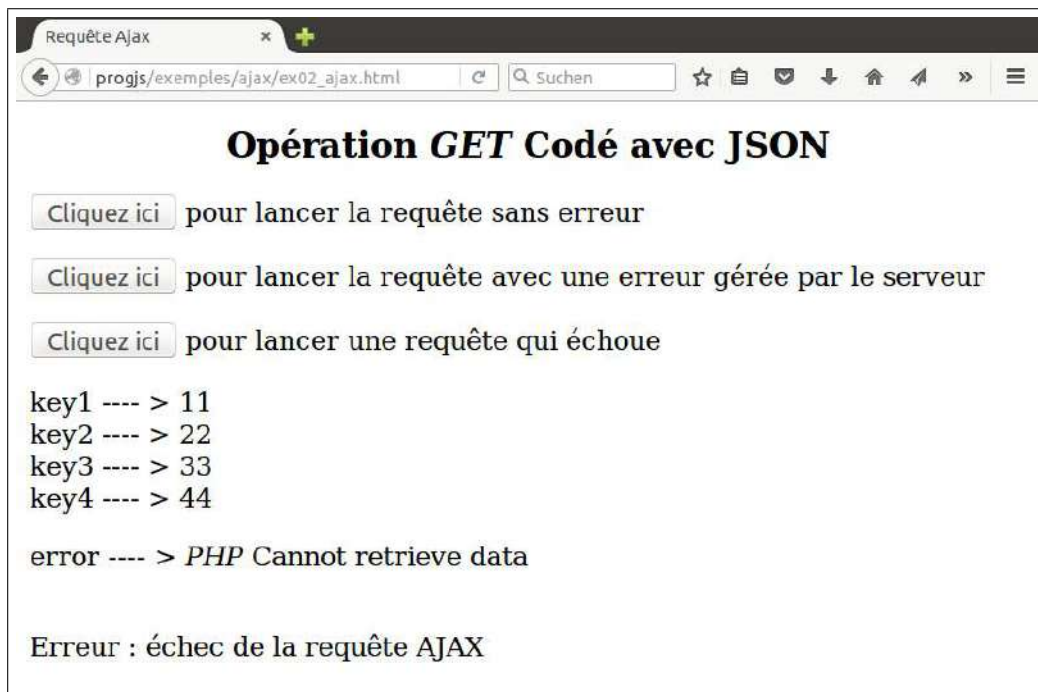 Requête Ajax
progjs/exemples/ajax/ex02_ajax.html
Suchen
Opération GET Codé avec JSON
Cliquez ici pour lancer la requête sans erreur
Cliquez ici pour lancer la requête avec une erreur gérée par le serveur
Cliquez ici pour lancer une requête qui échoue
key1 ---- > 11
key2 ---- > 22
key3 ---- > 33
key4 ---- > 44
error ---- > PHP Cannot retrieve data
Erreur : échec de la requête AJAX